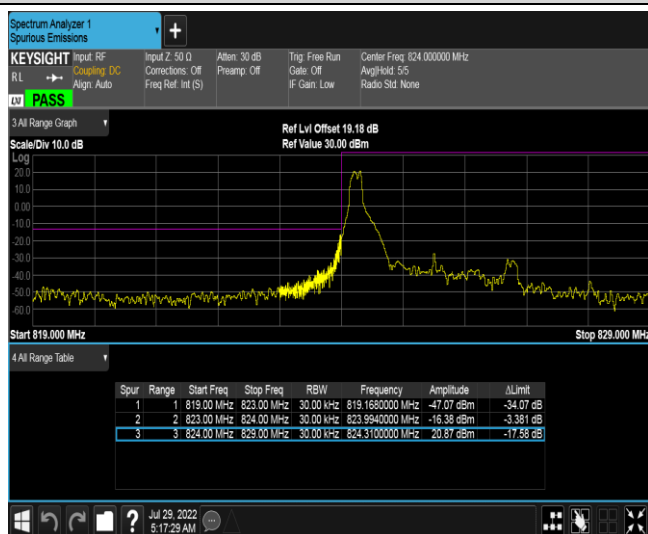 Spectrum Analyzer 1
Spurious Emissions
+
KEYSIGHT Input: RF Input Z: 50 Ω Atten: 30 dB Trig: Free Run Center Freq: 824.000000 MHz
R L Coupling: DC Corrections: Off Preamp: Off Gate: Off Avg|Hold: 5/5
Align: Auto Freq Ref: Int (S) IF Gain: Low Radio Std: None
LXI PASS
3 All Range Graph
Ref Lvl Offset 19.18 dB
Scale/Div 10.0 dB Ref Value 30.00 dBm
Log
20.0
10.0
0.00
-10.0
-20.0
-30.0
-40.0
-50.0
-60.0
Start 819.000 MHz Stop 829.000 MHz
4 All Range Table
Spur Range Start Freq Stop Freq RBW Frequency Amplitude ΔLimit
1 1 819.00 MHz 823.00 MHz 30.00 kHz 819.1680000 MHz -47.07 dBm -34.07 dB
2 2 823.00 MHz 824.00 MHz 30.00 kHz 823.9940000 MHz -16.38 dBm -3.381 dB
3 3 824.00 MHz 829.00 MHz 30.00 kHz 824.3100000 MHz 20.87 dBm -17.58 dB
? Jul 29, 2022
5:17:29 AM